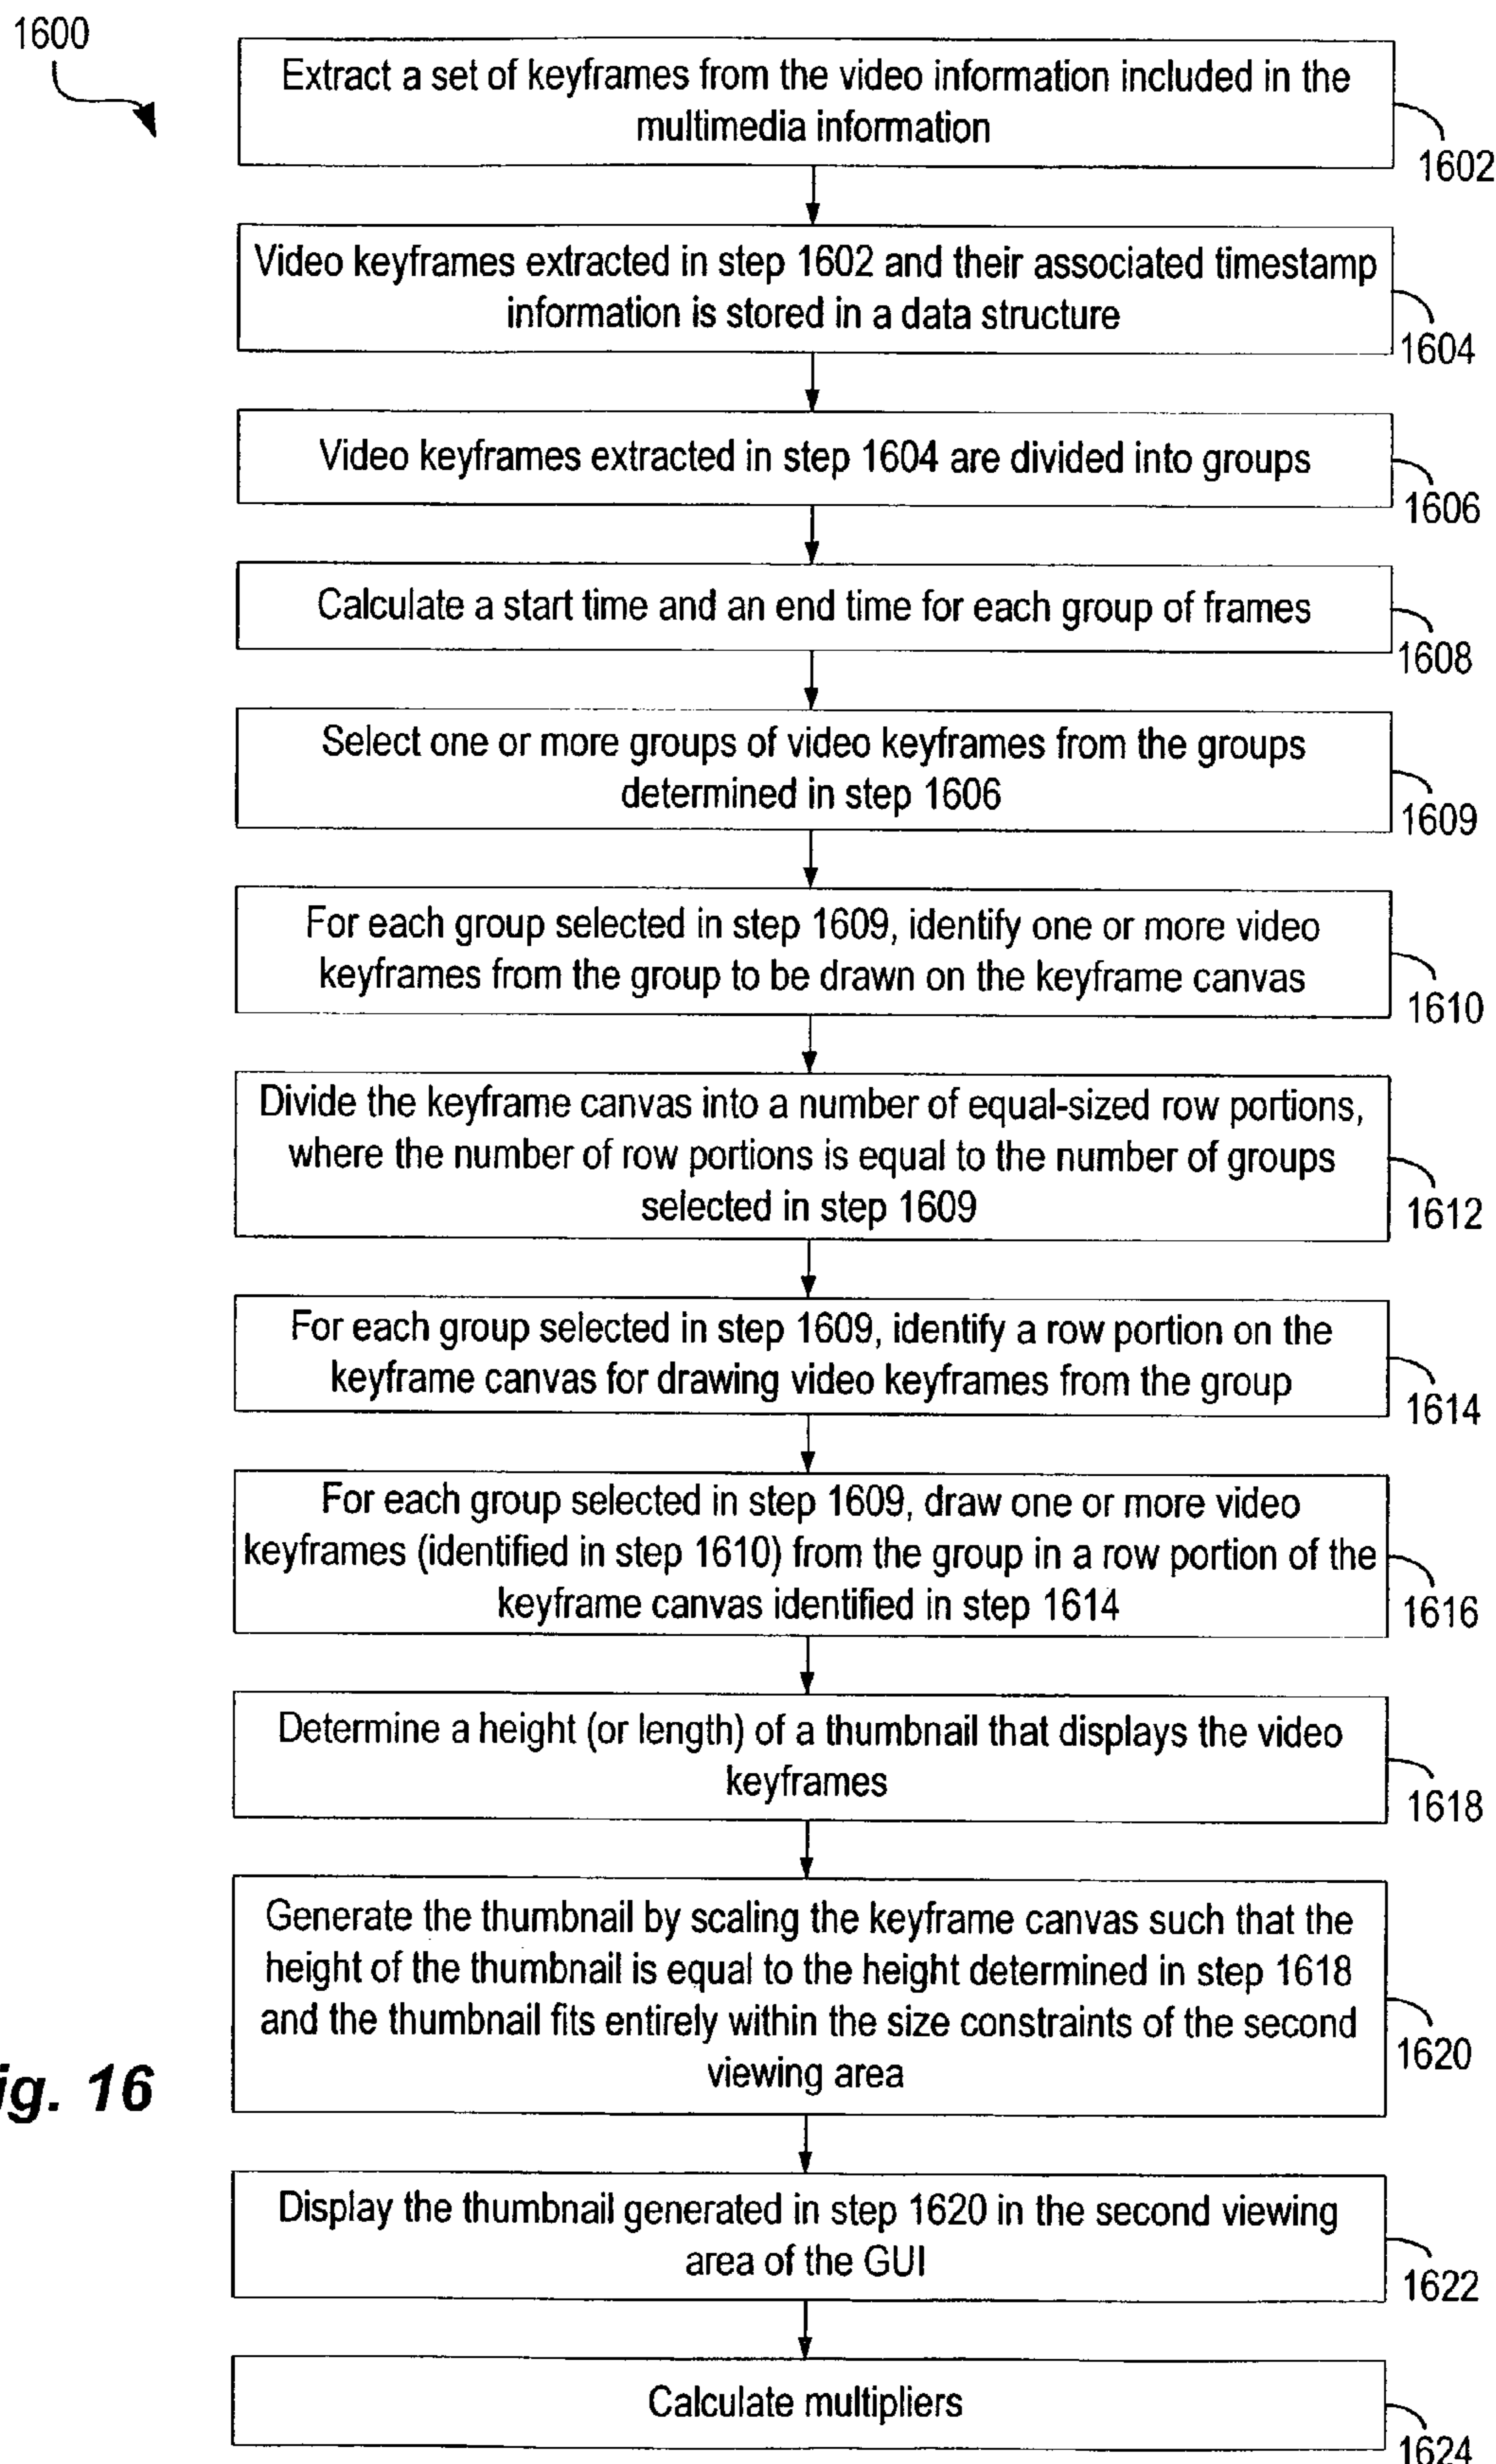 1600
Extract a set of keyframes from the video information included in the
multimedia information
1602
Video keyframes extracted in step 1602 and their associated timestamp
information is stored in a data structure
1604
Video keyframes extracted in step 1604 are divided into groups
1606
Calculate a start time and an end time for each group of frames
1608
Select one or more groups of video keyframes from the groups
determined in step 1606
1609
For each group selected in step 1609, identify one or more video
keyframes from the group to be drawn on the keyframe canvas
1610
Divide the keyframe canvas into a number of equal-sized row portions,
where the number of row portions is equal to the number of groups
selected in step 1609
1612
For each group selected in step 1609, identify a row portion on the
keyframe canvas for drawing video keyframes from the group
1614
For each group selected in step 1609, draw one or more video
keyframes (identified in step 1610) from the group in a row portion of the
keyframe canvas identified in step 1614
1616
Determine a height (or length) of a thumbnail that displays the video
keyframes
1618
Generate the thumbnail by scaling the keyframe canvas such that the
height of the thumbnail is equal to the height determined in step 1618
and the thumbnail fits entirely within the size constraints of the second
viewing area
1620
ig. 16
Display the thumbnail generated in step 1620 in the second viewing
area of the GUI
1622
Calculate multipliers
1624